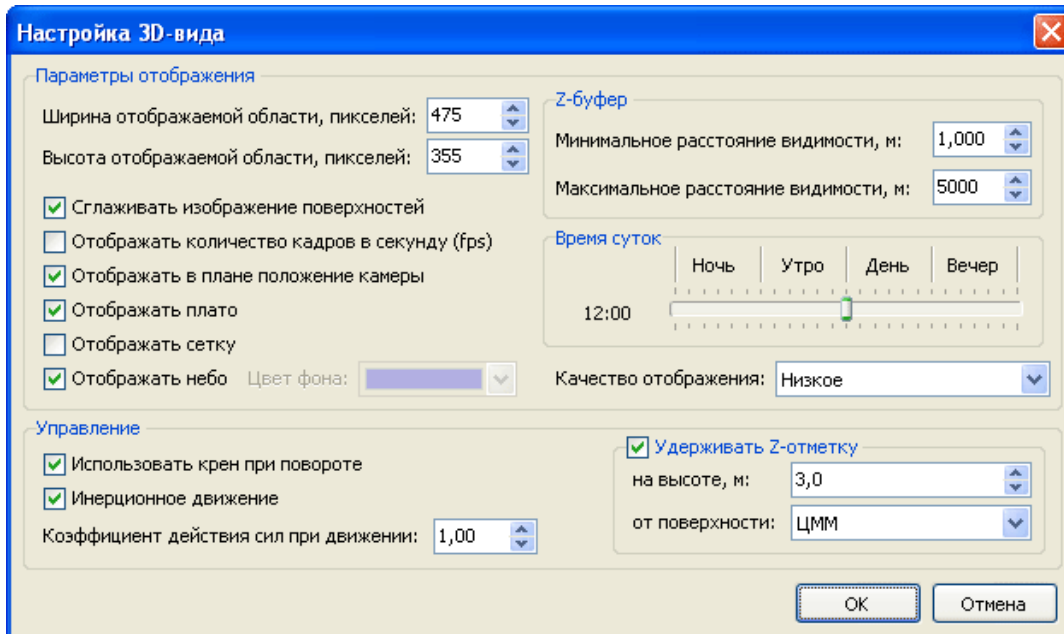 Настройка 3D-вида
Параметры отображения
Ширина отображаемой области, пикселей: 475
Высота отображаемой области, пикселей: 355
Сглаживать изображение поверхностей
Отображать количество кадров в секунду (fps)
Отображать в плане положение камеры
Отображать плато
Отображать сетку
Отображать небо Цвет фона:
Z-буфер
Минимальное расстояние видимости, м: 1,000
Максимальное расстояние видимости, м: 5000
Время суток
Ночь Утро День Вечер
12:00
Качество отображения: Низкое
Управление
Использовать крен при повороте
Инерционное движение
Коэффициент действия сил при движении: 1,00
Удерживать Z-отметку
на высоте, м: 3,0
от поверхности: ЦММ
OK Отмена